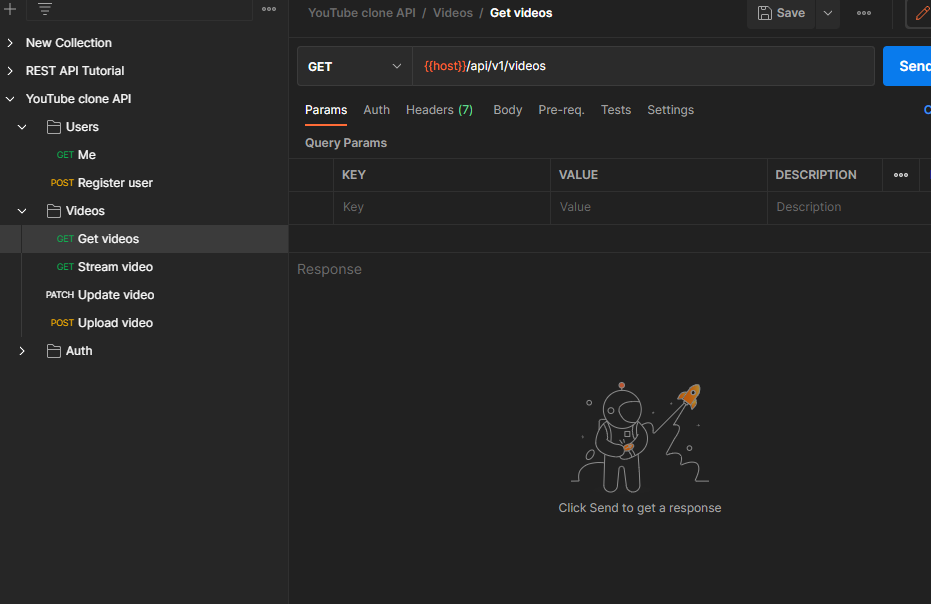 YouTube clone API / Videos / Get videos
Save
New Collection
REST API Tutorial
YouTube clone API
Users
GET Me
POST Register user
Videos
GET Get videos
GET Stream video
PATCH Update video
POST Upload video
Auth
GET
{{host}}/api/v1/videos
Send
Params Auth Headers (7) Body Pre-req. Tests Settings
Query Params
KEY VALUE DESCRIPTION
Key Value Description
Response
Click Send to get a response